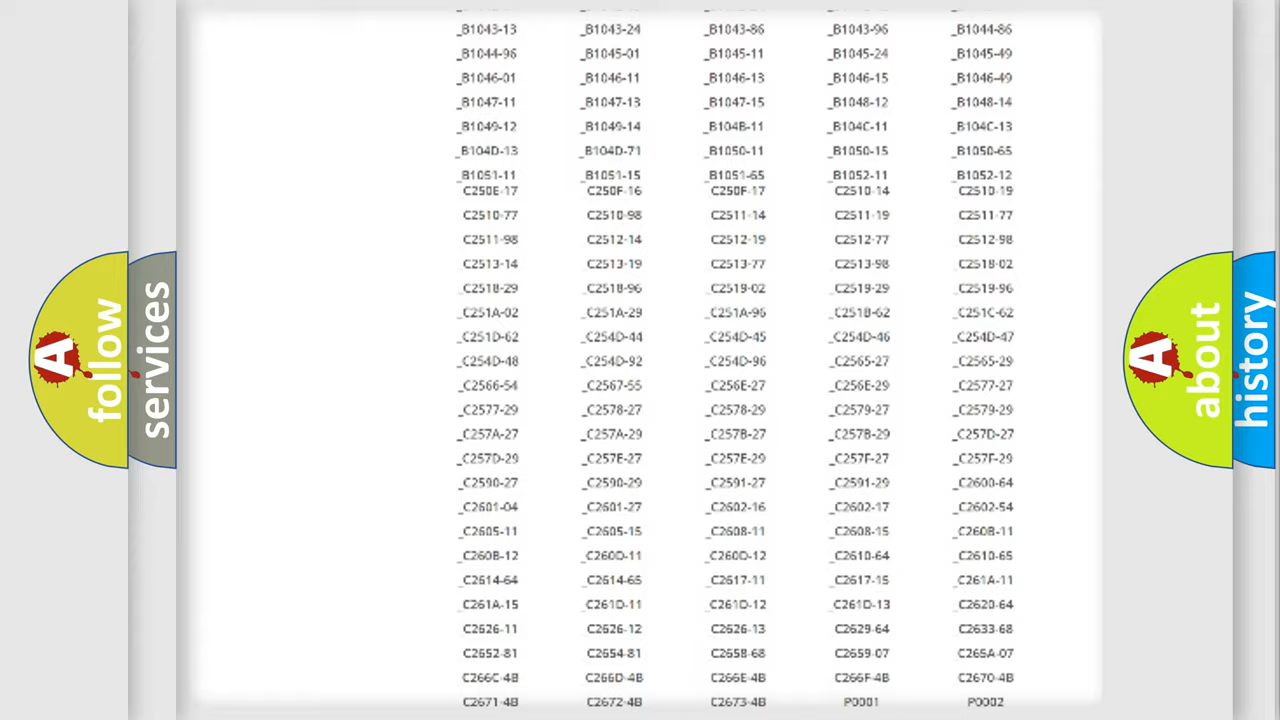 _B1043-13 _B1043-24 _B1043-86 _B1043-96 _B1044-86
_B1044-96 _B1045-01 _B1045-11 _B1045-24 _B1045-49
_B1046-01 _B1046-11 _B1046-13 _B1046-15 _B1046-49
_B1047-11 _B1047-13 _B1047-15 _B1048-12 _B1048-14
_B1049-12 _B1049-14 _B104B-11 _B104C-11 _B104C-13
_B104D-13 _B104D-71 _B1050-11 _B1050-15 _B1050-65
_B1051-11 _B1051-15 _B1051-65 _B1052-11 _B1052-12
C250E-17 C250F-16 C250F-17 C2510-14 C2510-19
C2510-77 C2510-98 C2511-14 C2511-19 C2511-77
C2511-98 C2512-14 C2512-19 C2512-77 C2512-98
C2513-14 C2513-19 C2513-77 C2513-98 C2518-02
_C2518-29 _C2518-96 _C2519-02 _C2519-29 _C2519-96
_C251A-02 _C251A-29 _C251A-96 _C251B-62 _C251C-62
_C251D-62 _C254D-44 _C254D-45 _C254D-46 _C254D-47
_C254D-48 _C254D-92 _C254D-96 _C2565-27 _C2565-29
_C2566-54 _C2567-55 _C256E-27 _C256E-29 _C2577-27
_C2577-29 _C2578-27 _C2578-29 _C2579-27 _C2579-29
_C257A-27 _C257A-29 _C257B-27 _C257B-29 _C257D-27
_C257D-29 _C257E-27 _C257E-29 _C257F-27 _C257F-29
_C2590-27 _C2590-29 _C2591-27 _C2591-29 _C2600-64
_C2601-04 _C2601-27 _C2602-16 _C2602-17 _C2602-54
_C2605-11 _C2605-15 _C2608-11 _C2608-15 _C260B-11
_C260B-12 _C260D-11 _C260D-12 _C2610-64 _C2610-65
_C2614-64 _C2614-65 _C2617-11 _C2617-15 _C261A-11
_C261A-15 _C261D-11 _C261D-12 _C261D-13 _C2620-64
C2626-11 C2626-12 C2626-13 C2629-64 C2633-68
C2652-81 C2654-81 C2658-68 C2659-07 C265A-07
C266C-4B C266D-4B C266E-4B C266F-4B C2670-4B
C2671-4B C2672-4B C2673-4B P0001 P0002
A follow
services
A about
history